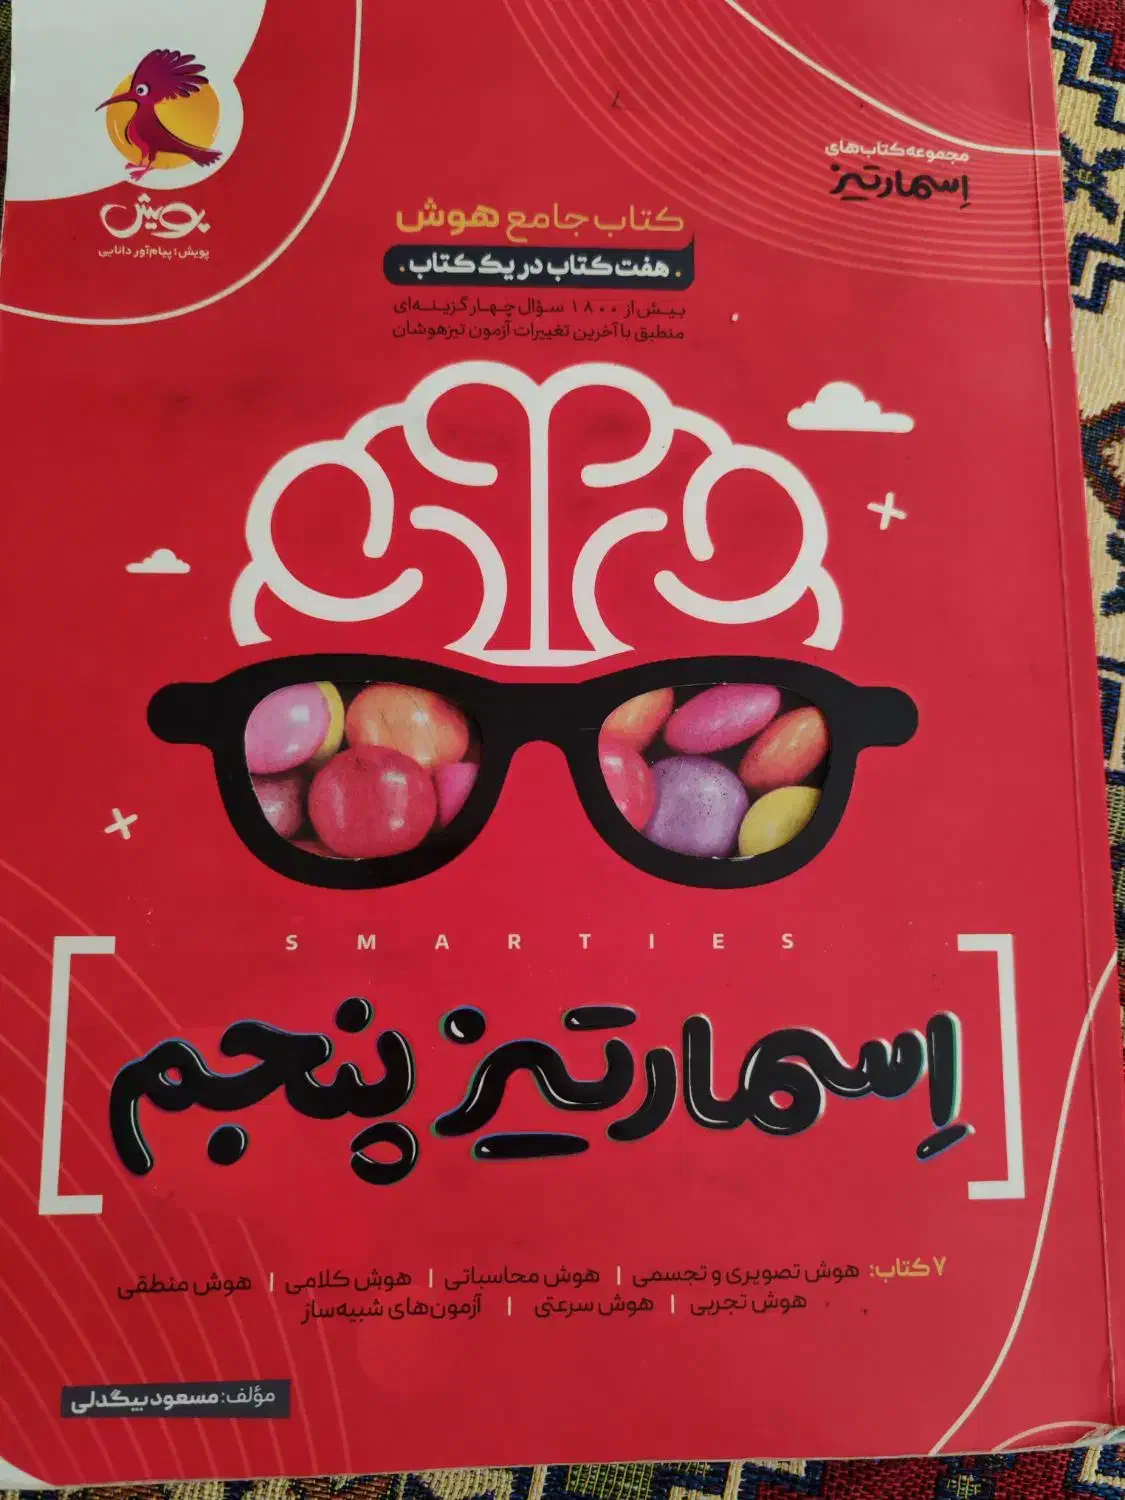 مجموعه کتاب‌های
اسمارتیز
پویش
پویش؛ پیام‌آور دانایی
کتاب جامع هوش
. هفت کتاب در یک کتاب .
بیش از ۱۸۰۰ سؤال چهارگزینه‌ای
منطبق با آخرین تغییرات آزمون تیزهوشان
SMARTIES
[اِسمارتیز پنجم]
۷ کتاب: هوش تصویری و تجسمی | هوش محاسباتی | هوش کلامی | هوش منطقی
هوش تجربی | هوش سرعتی | آزمون‌های شبیه‌ساز
مؤلف: مسعود بیگدلی